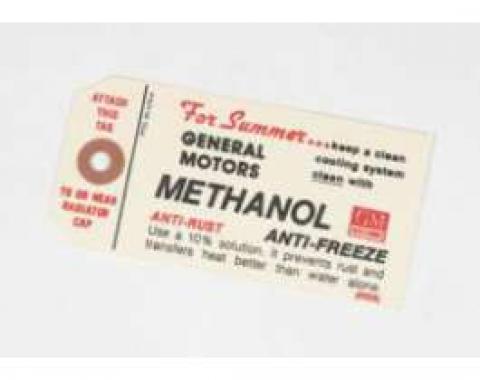 ATTACH
THIS
TAG
TO OR NEAR
RADIATOR
CAP
For Summer...keep a clean
cooling system
clean with
GENERAL
MOTORS
METHANOL
GM
ANTI-RUST
ANTI-FREEZE
Use a 10% solution, it prevents rust and
transfers heat better than water alone.